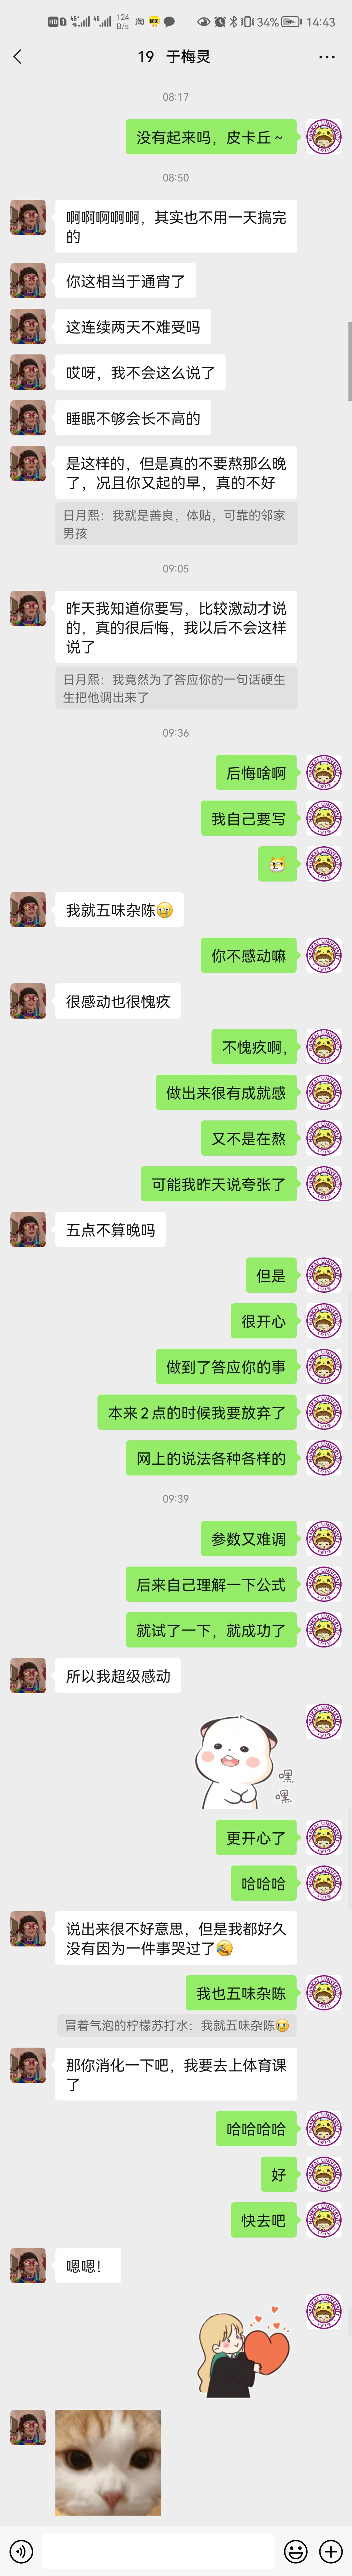 HD 1 4G+ 4G 124 B/s 34% 14:43
19 于梅灵
08:17
没有起来吗，皮卡丘～
08:50
啊啊啊啊啊，其实也不用一天搞完
的
你这相当于通宵了
这连续两天不难受吗
哎呀，我不会这么说了
睡眠不够会长不高的
是这样的，但是真的不要熬那么晚
了，况且你又起的早，真的不好
日月熙：我就是善良，体贴，可靠的邻家
男孩
09:05
昨天我知道你要写，比较激动才说
的，真的很后悔，我以后不会这样
说了
日月熙：我竟然为了答应你的一句话硬生
生把他调出来了
09:36
后悔啥啊
我自己要写
我就五味杂陈
你不感动嘛
很感动也很愧疚
不愧疚啊,
做出来很有成就感
又不是在熬
可能我昨天说夸张了
五点不算晚吗
但是
很开心
做到了答应你的事
本来2点的时候我要放弃了
网上的说法各种各样的
09:39
参数又难调
后来自己理解一下公式
就试了一下，就成功了
所以我超级感动
嘿
嘿
更开心了
哈哈哈
说出来很不好意思，但是我都好久
没有因为一件事哭过了
我也五味杂陈
冒着气泡的柠檬苏打水：我就五味杂陈
那你消化一下吧，我要去上体育课
了
哈哈哈哈
好
快去吧
嗯嗯！